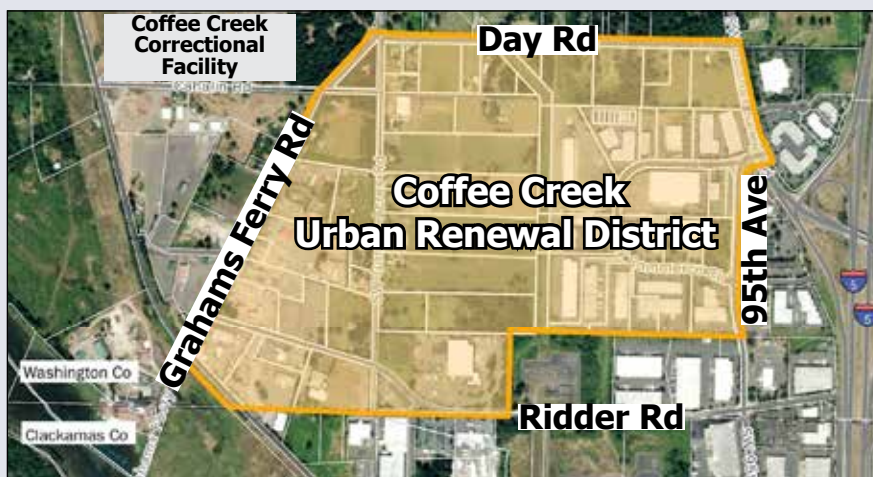 Coffee Creek
Correctional
Facility
Day Rd
Grahams Ferry Rd
Coffee Creek
Urban Renewal District
95th Ave
5
5
Washington Co
Clackamas Co
Ridder Rd